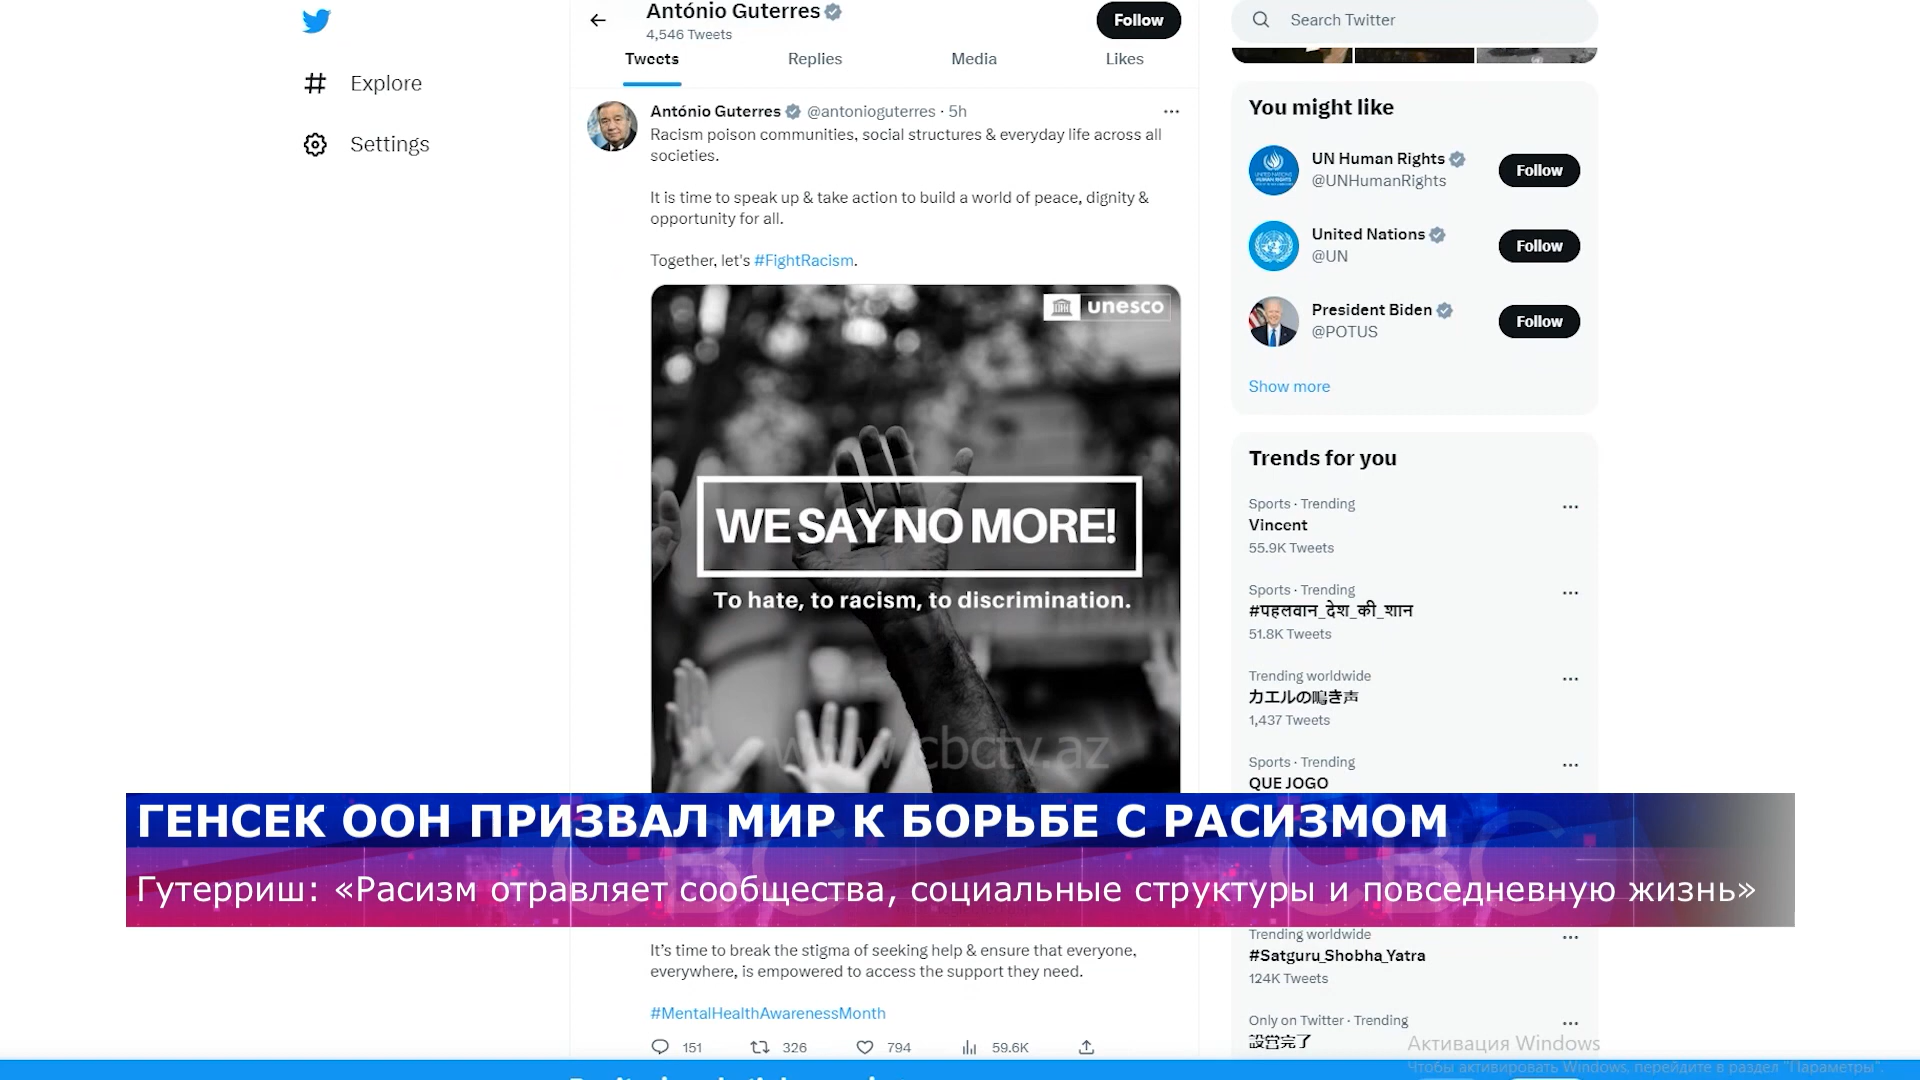 António Guterres
4,546 Tweets
Follow
Search Twitter
Explore
Settings
Tweets
Replies
Media
Likes
António Guterres @antonioguterres · 5h
Racism poison communities, social structures & everyday life across all
societies.
It is time to speak up & take action to build a world of peace, dignity &
opportunity for all.
Together, let's #FightRacism.
unesco
WE SAY NO MORE!
To hate, to racism, to discrimination.
www.cbctv.az
You might like
UN Human Rights
@UNHumanRights
Follow
United Nations
@UN
Follow
President Biden
@POTUS
Follow
Show more
Trends for you
Sports · Trending
Vincent
55.9K Tweets
Sports · Trending
#पहलवान_देश_की_शान
51.8K Tweets
Trending worldwide
カエルの鳴き声
1,437 Tweets
Sports · Trending
QUE JOGO
ГЕНСЕК ООН ПРИЗВАЛ МИР К БОРЬБЕ С РАСИЗМОМ
Гутерриш: «Расизм отравляет сообщества, социальные структуры и повседневную жизнь»
CBC
CBC
It's time to break the stigma of seeking help & ensure that everyone,
everywhere, is empowered to access the support they need.
#MentalHealthAwarenessMonth
151
326
794
59.6K
Trending worldwide
#Satguru_Shobha_Yatra
124K Tweets
Only on Twitter · Trending
設営完了
Активация Windows
Чтобы активировать Windows, перейдите в раздел "Параметры".